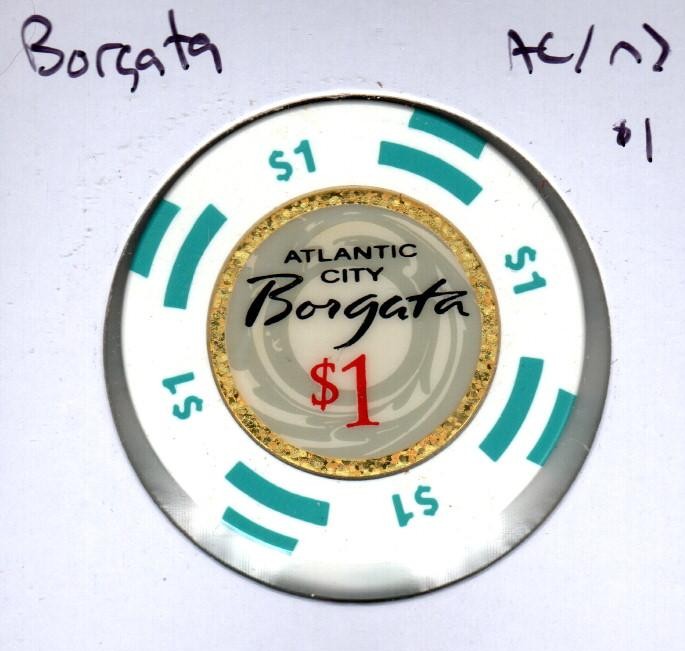 Borgata AC/NJ
$1
$1
ATLANTIC
CITY
Borgata
$1
$1
$1
$1